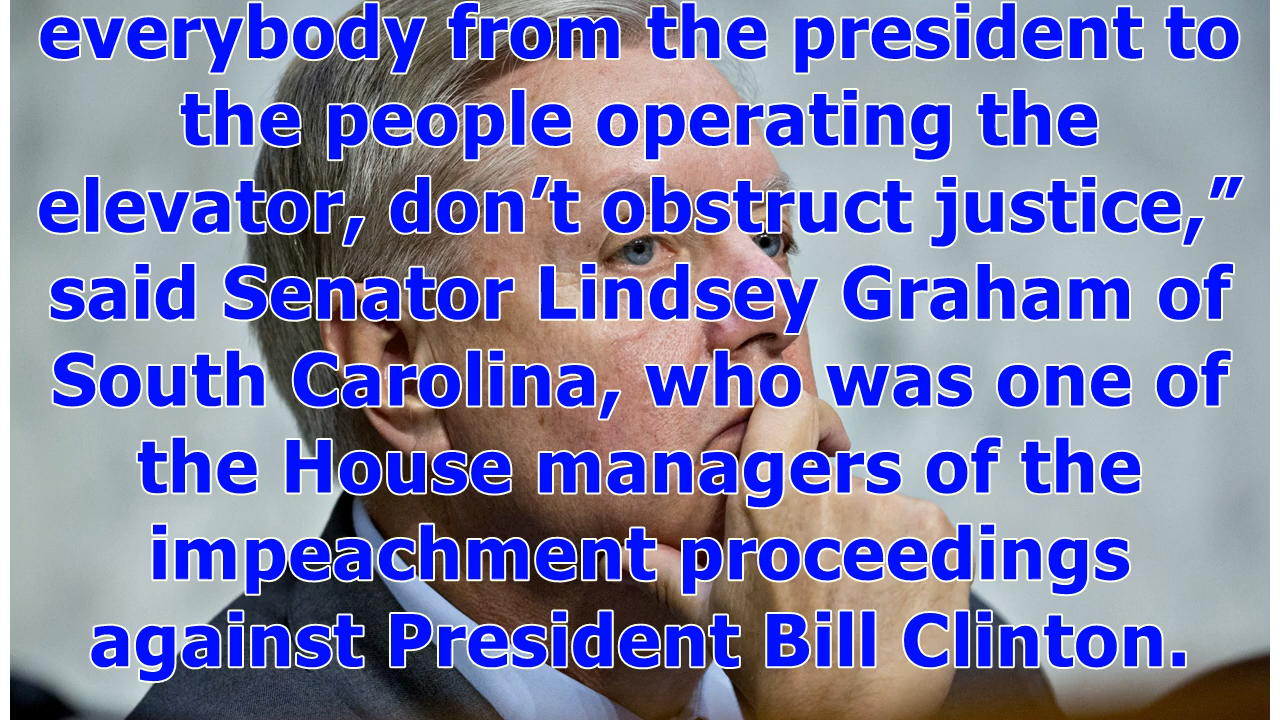 everybody from the president to
the people operating the
elevator, don’t obstruct justice,”
said Senator Lindsey Graham of
South Carolina, who was one of
the House managers of the
impeachment proceedings
against President Bill Clinton.